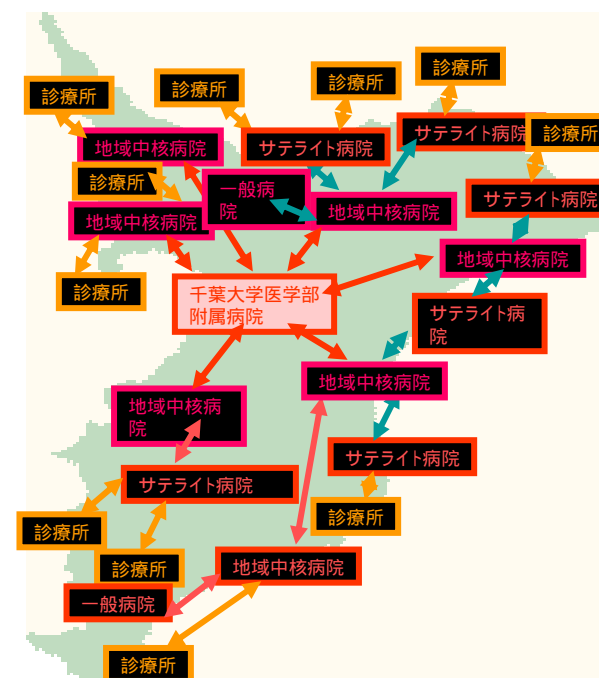 診療所
診療所
診療所
診療所
サテライト病院
診療所
地域中核病院
サテライト病院
診療所
一般病
院
サテライト病院
地域中核病院
地域中核病院
地域中核病院
診療所
千葉大学医学部
附属病院
サテライト病
院
地域中核病院
地域中核病
院
サテライト病院
サテライト病院
診療所
診療所
診療所
地域中核病院
一般病院
診療所